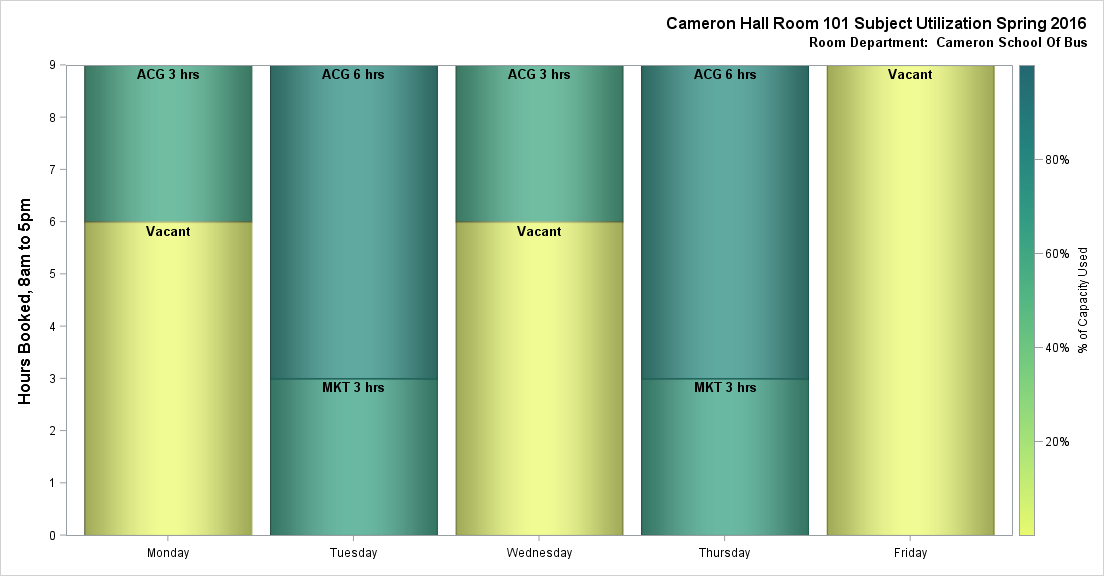 Cameron Hall Room 101 Subject Utilization Spring 2016
Room Department:  Cameron School Of Bus
Hours Booked, 8am to 5pm
9
8
7
6
5
4
3
2
1
0
ACG 3 hrs
Vacant
ACG 6 hrs
MKT 3 hrs
ACG 3 hrs
Vacant
ACG 6 hrs
MKT 3 hrs
Vacant
Monday
Tuesday
Wednesday
Thursday
Friday
80%
60%
40%
20%
% of Capacity Used